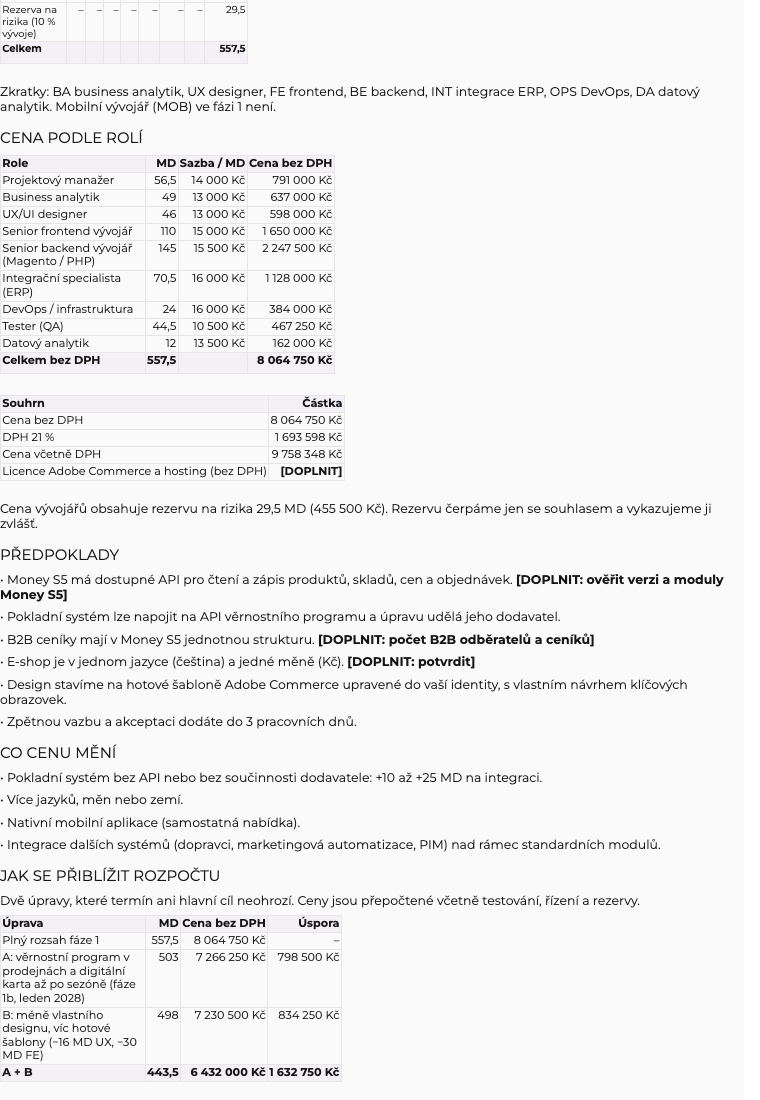 Rezerva na – – – – – – – 29,5
rizika (10 %
vývoje)
Celkem 557,5
Zkratky: BA business analytik, UX designer, FE frontend, BE backend, INT integrace ERP, OPS DevOps, DA datový
analytik. Mobilní vývojář (MOB) ve fázi 1 není.
CENA PODLE ROLÍ
Role MD Sazba / MD Cena bez DPH
Projektový manažer 56,5 14 000 Kč 791 000 Kč
Business analytik 49 13 000 Kč 637 000 Kč
UX/UI designer 46 13 000 Kč 598 000 Kč
Senior frontend vývojář 110 15 000 Kč 1 650 000 Kč
Senior backend vývojář 145 15 500 Kč 2 247 500 Kč
(Magento / PHP)
Integrační specialista 70,5 16 000 Kč 1 128 000 Kč
(ERP)
DevOps / infrastruktura 24 16 000 Kč 384 000 Kč
Tester (QA) 44,5 10 500 Kč 467 250 Kč
Datový analytik 12 13 500 Kč 162 000 Kč
Celkem bez DPH 557,5 8 064 750 Kč
Souhrn Částka
Cena bez DPH 8 064 750 Kč
DPH 21 % 1 693 598 Kč
Cena včetně DPH 9 758 348 Kč
Licence Adobe Commerce a hosting (bez DPH) [DOPLNIT]
Cena vývojářů obsahuje rezervu na rizika 29,5 MD (455 500 Kč). Rezervu čerpáme jen se souhlasem a vykazujeme ji
zvlášť.
PŘEDPOKLADY
• Money S5 má dostupné API pro čtení a zápis produktů, skladů, cen a objednávek. [DOPLNIT: ověřit verzi a moduly
Money S5]
• Pokladní systém lze napojit na API věrnostního programu a úpravu udělá jeho dodavatel.
• B2B ceníky mají v Money S5 jednotnou strukturu. [DOPLNIT: počet B2B odběratelů a ceníků]
• E-shop je v jednom jazyce (čeština) a jedné měně (Kč). [DOPLNIT: potvrdit]
• Design stavíme na hotové šabloně Adobe Commerce upravené do vaší identity, s vlastním návrhem klíčových
obrazovek.
• Zpětnou vazbu a akceptaci dodáte do 3 pracovních dnů.
CO CENU MĚNÍ
• Pokladní systém bez API nebo bez součinnosti dodavatele: +10 až +25 MD na integraci.
• Více jazyků, měn nebo zemí.
• Nativní mobilní aplikace (samostatná nabídka).
• Integrace dalších systémů (dopravci, marketingová automatizace, PIM) nad rámec standardních modulů.
JAK SE PŘIBLÍŽIT ROZPOČTU
Dvě úpravy, které termín ani hlavní cíl neohrozí. Ceny jsou přepočtené včetně testování, řízení a rezervy.
Úprava MD Cena bez DPH Úspora
Plný rozsah fáze 1 557,5 8 064 750 Kč –
A: věrnostní program v 503 7 266 250 Kč 798 500 Kč
prodejnách a digitální
karta až po sezóně (fáze
1b, leden 2028)
B: méně vlastního 498 7 230 500 Kč 834 250 Kč
designu, víc hotové
šablony (−16 MD UX, −30
MD FE)
A + B 443,5 6 432 000 Kč 1 632 750 Kč